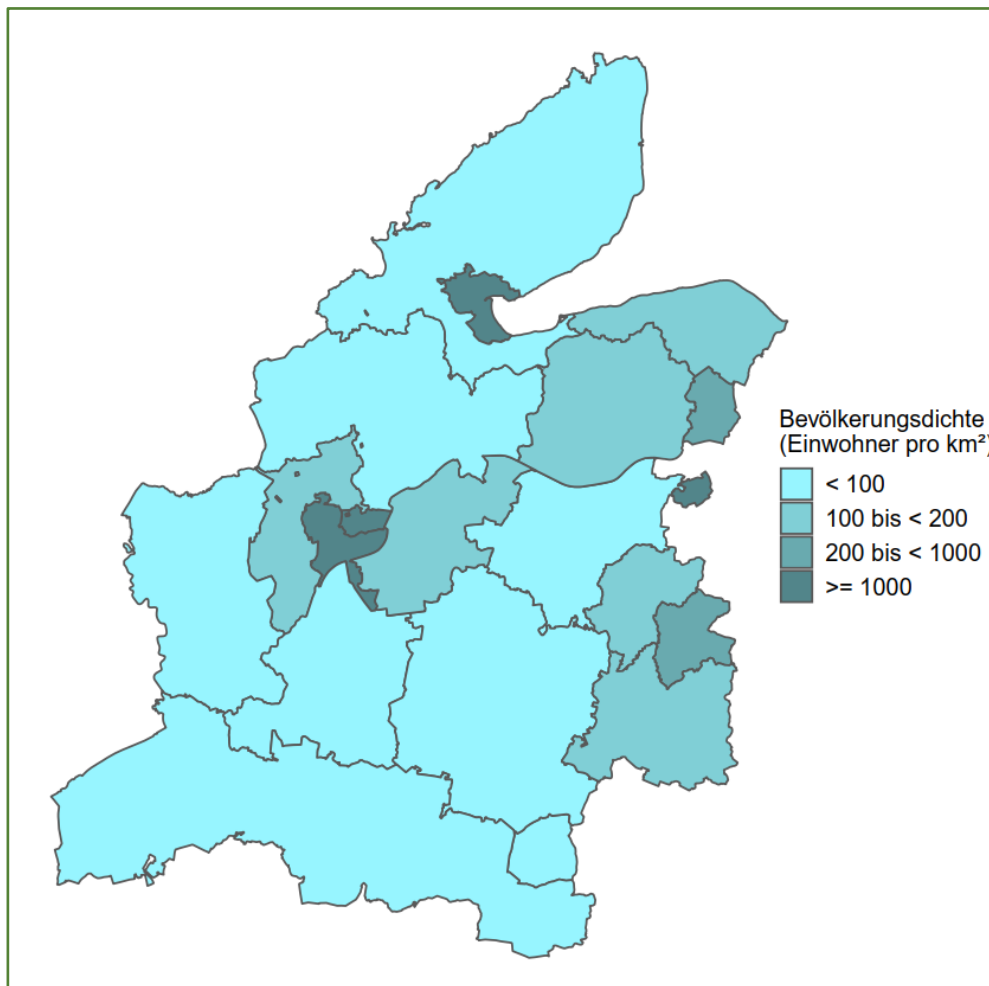 Bevölkerungsdichte
(Einwohner pro km²)
< 100
100 bis < 200
200 bis < 1000
>= 1000